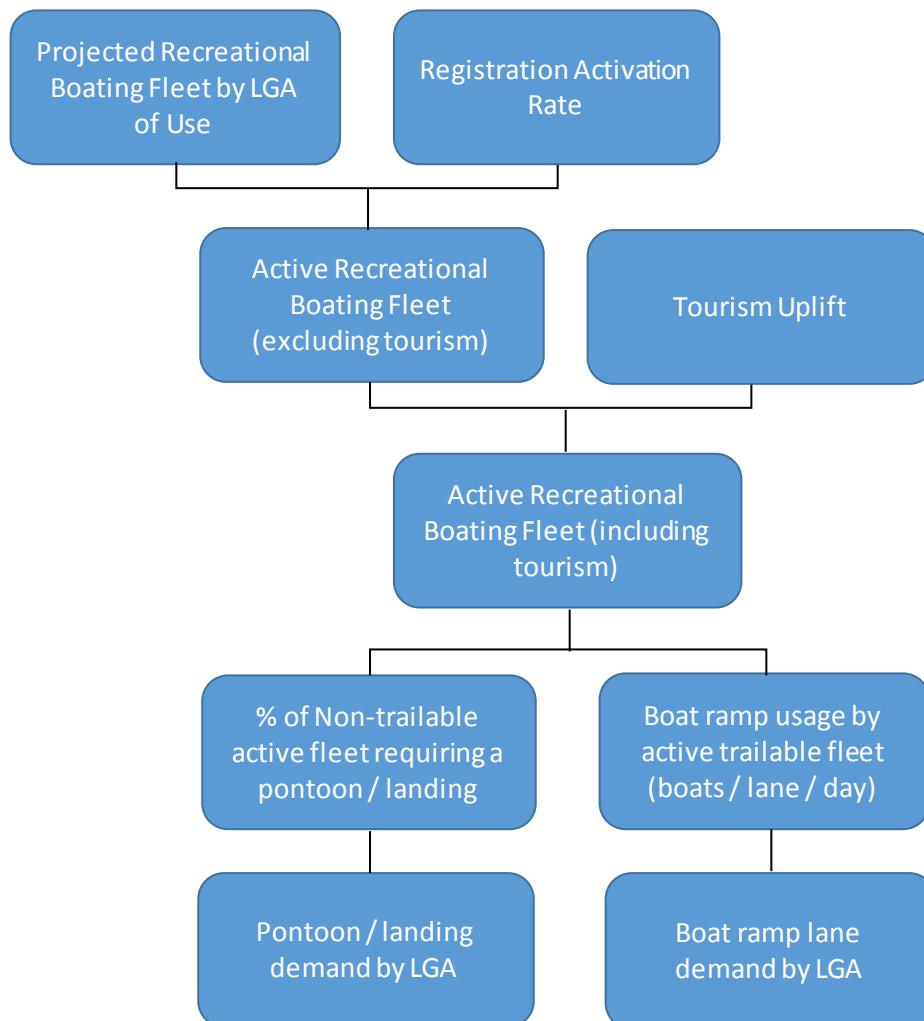 Projected Recreational
Boating Fleet by LGA
of Use
Registration Activation
Rate
Active Recreational
Boating Fleet
(excluding tourism)
Tourism Uplift
Active Recreational
Boating Fleet (including
tourism)
% of Non-trailable
active fleet requiring a
pontoon / landing
Boat ramp usage by
active trailable fleet
(boats / lane / day)
Pontoon / landing
demand by LGA
Boat ramp lane
demand by LGA